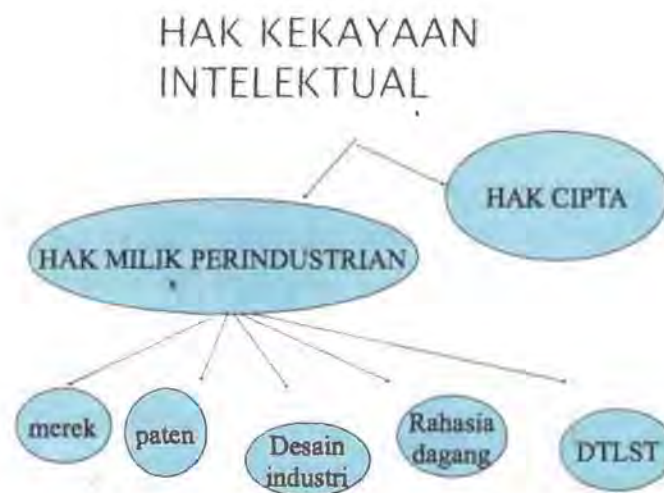 HAK KEKAYAAN
INTELEKTUAL
HAK CIPTA
HAK MILIK PERINDUSTRIAN
merek
paten
Desain
industri
Rahasia
dagang
DTLST